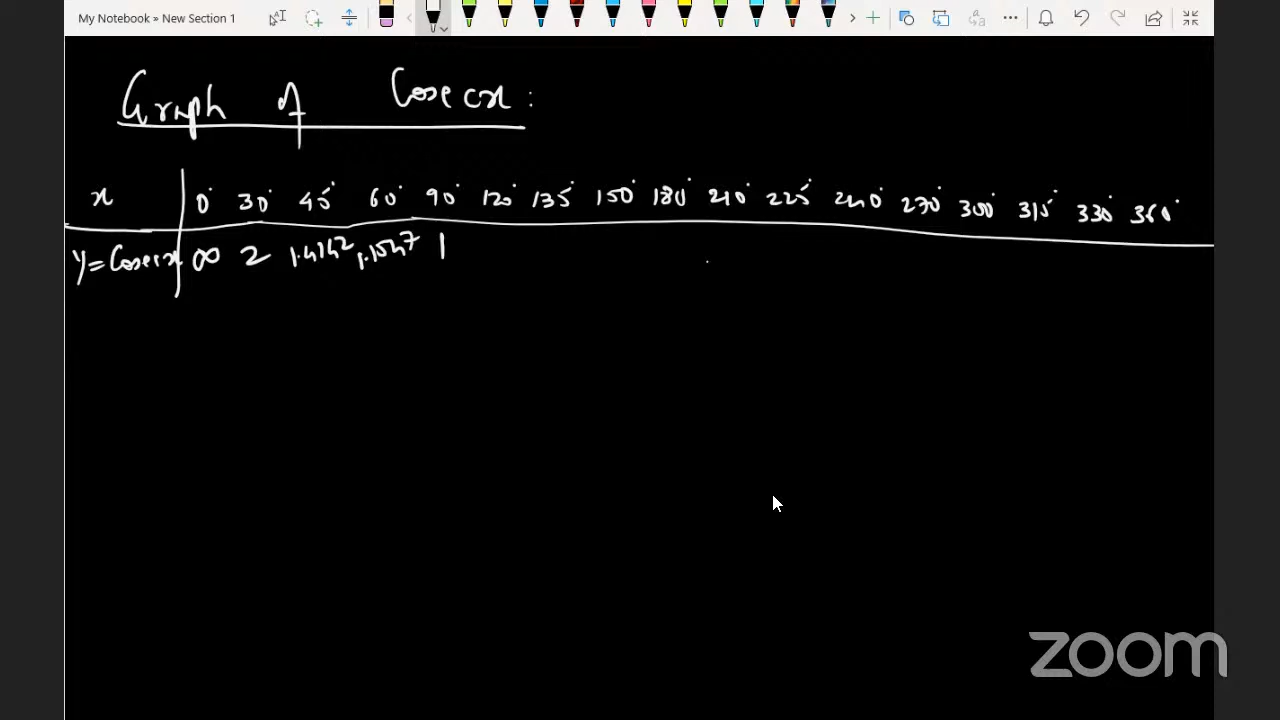 My Notebook » New Section 1
Graph of Cosecx :
x 0° 30° 45° 60° 90° 120° 135° 150° 180° 210° 225° 240° 270° 300° 315° 330° 360°
y = Cosecx ∞ 2 1.4142 1.1547 1
zoom